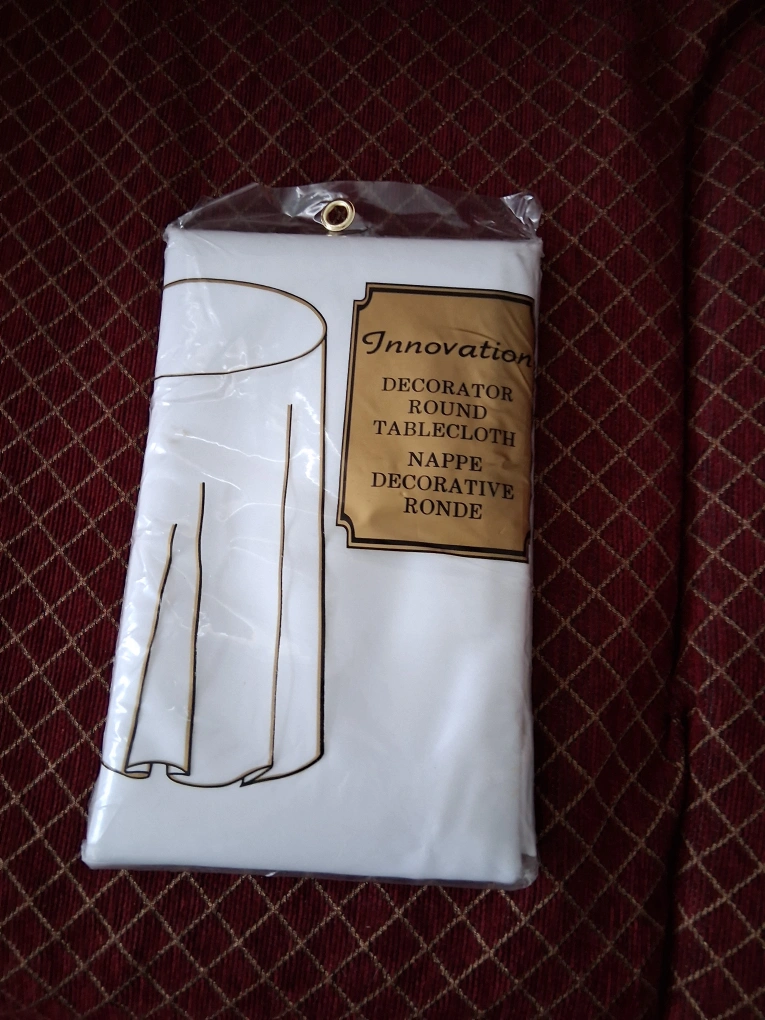 Innovation
DECORATOR
ROUND
TABLECLOTH
NAPPE
DECORATIVE
RONDE